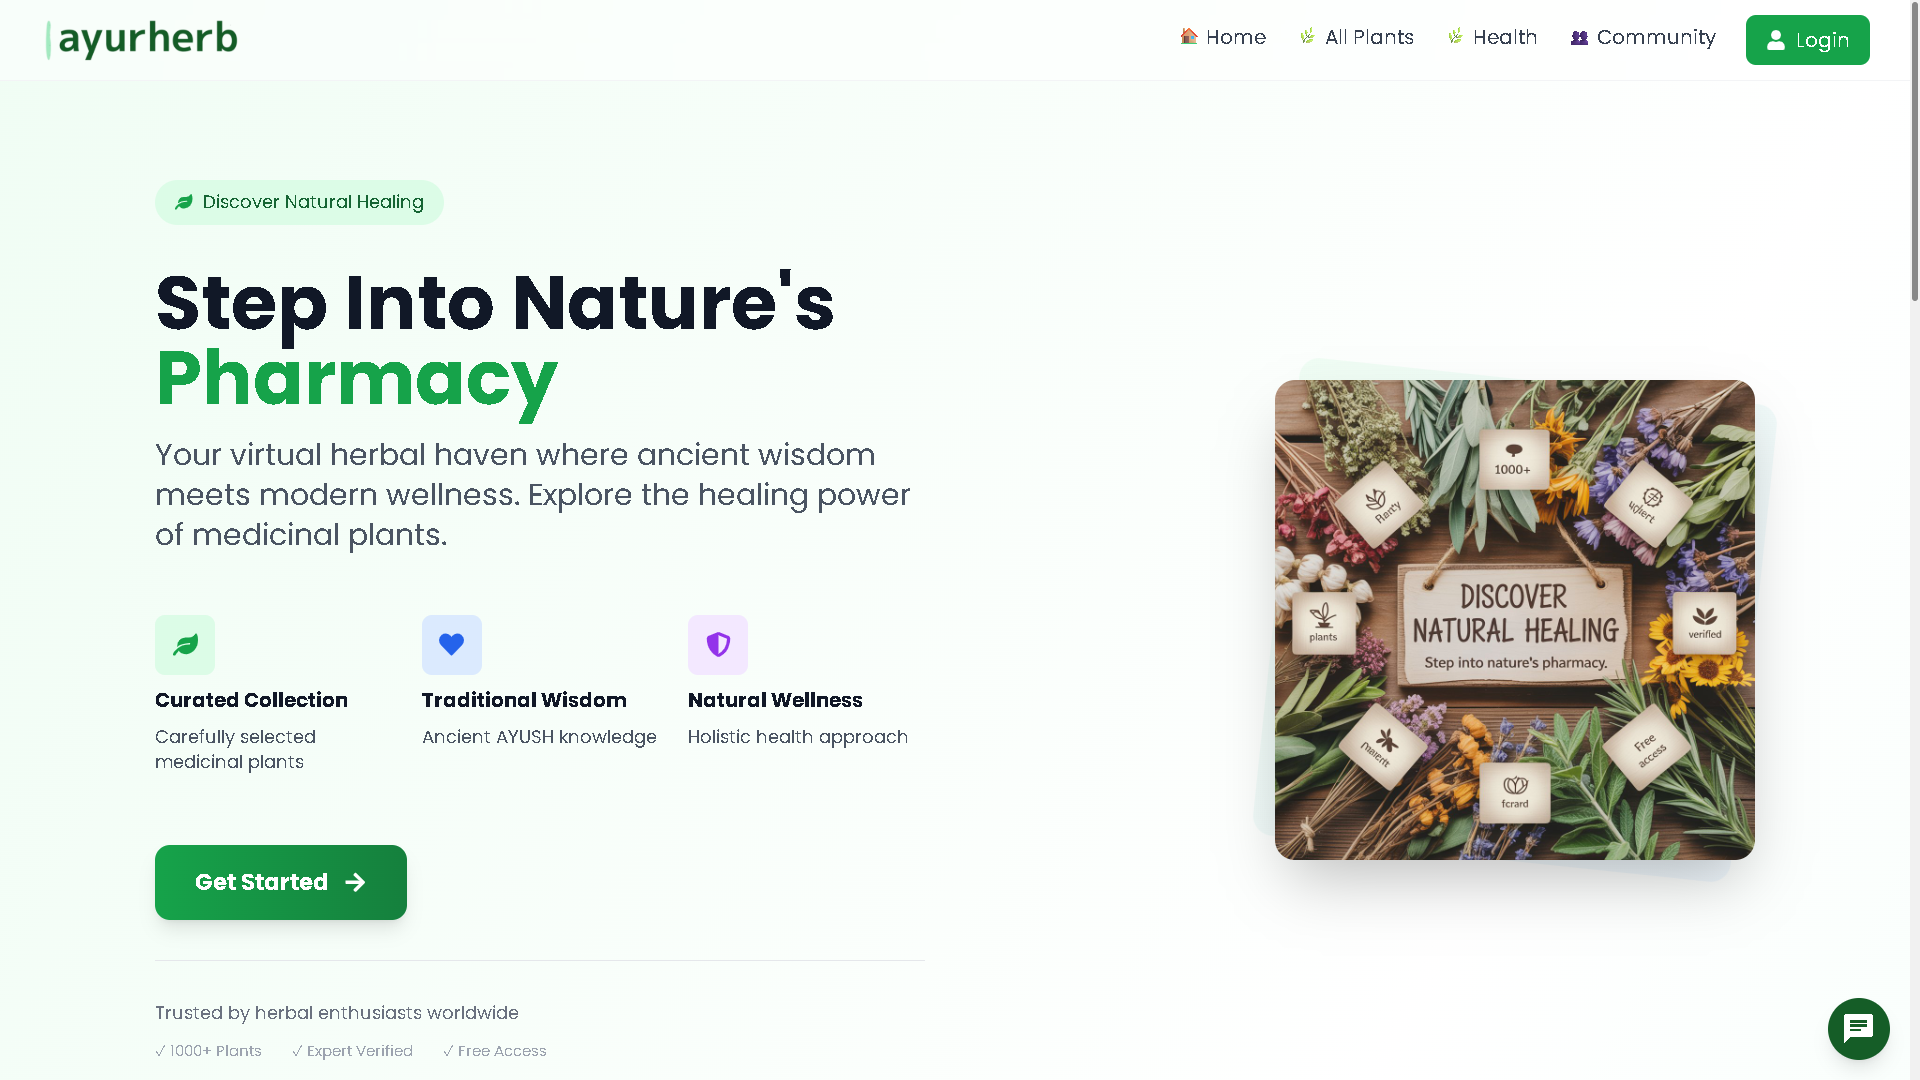 ayurherb
Home
All Plants
Health
Community
Login
Discover Natural Healing
Step Into Nature's
Pharmacy
Your virtual herbal haven where ancient wisdom
meets modern wellness. Explore the healing power
of medicinal plants.
Curated Collection
Carefully selected
medicinal plants
Traditional Wisdom
Ancient AYUSH knowledge
Natural Wellness
Holistic health approach
Get Started
Trusted by herbal enthusiasts worldwide
✓ 1000+ Plants
✓ Expert Verified
✓ Free Access
1000+
plants
DISCOVER
NATURAL HEALING
Step into nature's pharmacy.
verified
Free
access
fcrard